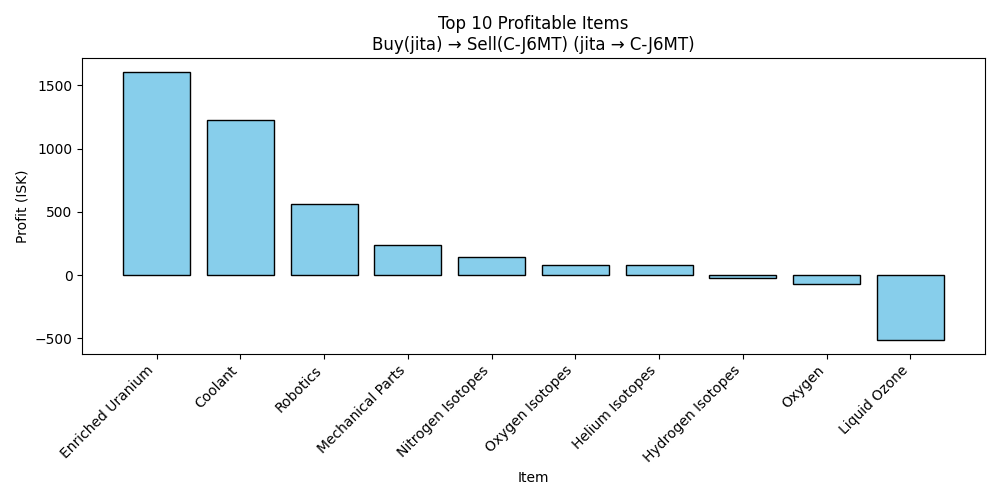 Top 10 Profitable Items
Buy(jita) → Sell(C-J6MT) (jita → C-J6MT)
Profit (ISK)
1500
1000
500
0
−500
Enriched Uranium
Coolant
Robotics
Mechanical Parts
Nitrogen Isotopes
Oxygen Isotopes
Helium Isotopes
Hydrogen Isotopes
Oxygen
Liquid Ozone
Item